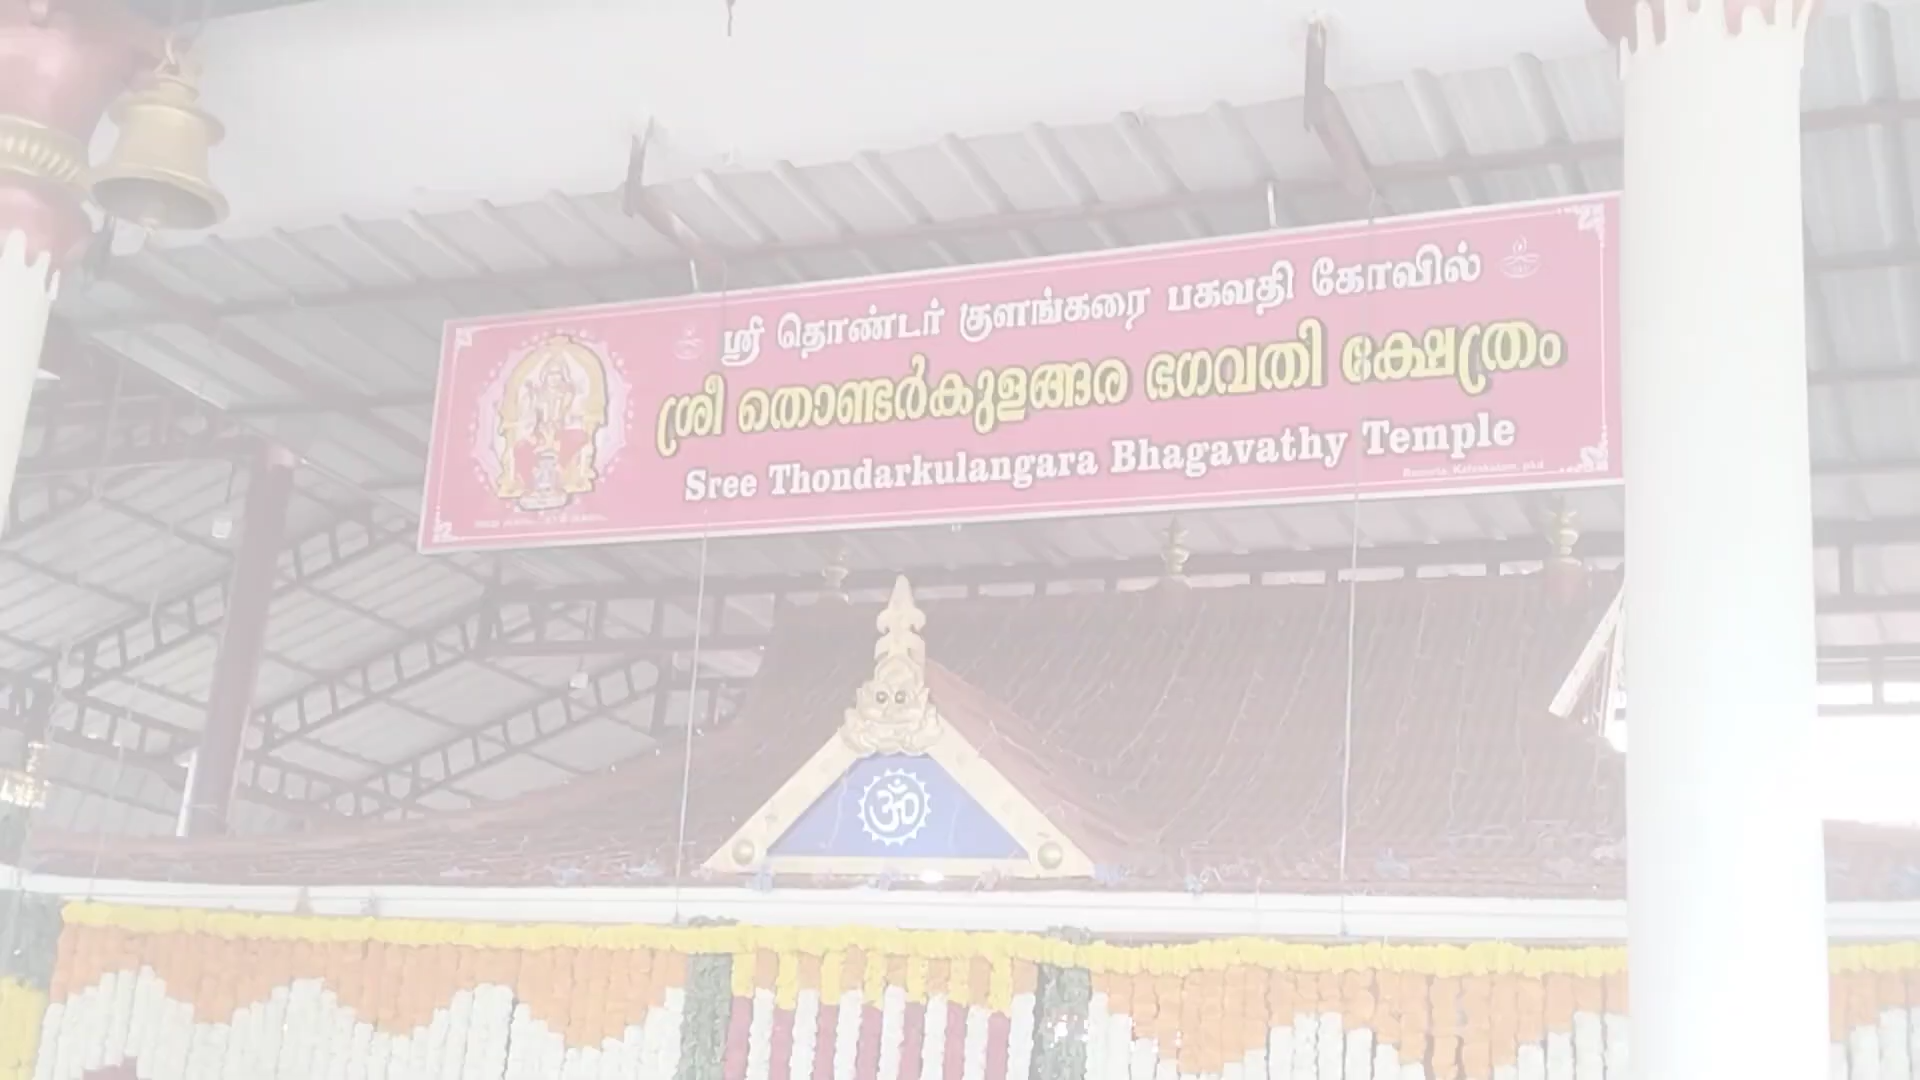 ஸ்ரீ தொண்டர் குளங்கரை பகவதி கோவில்
ശ്രീ തൊണ്ടർകുളങ്ങര ഭഗവതി ക്ഷേത്രം
Sree Thondarkulangara Bhagavathy Temple
ॐ